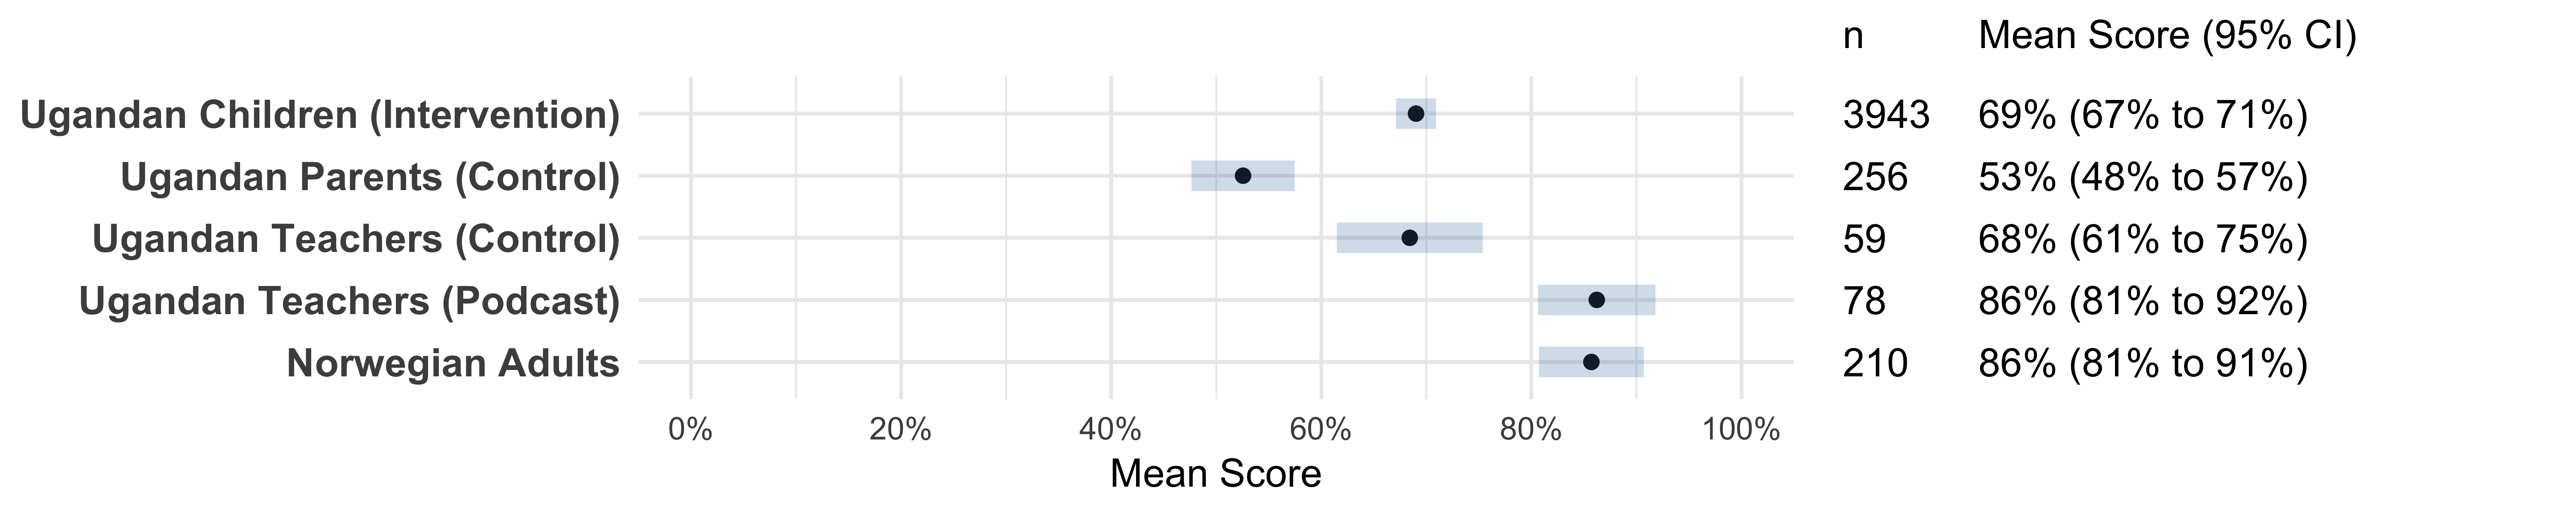 n Mean Score (95% CI)
Ugandan Children (Intervention) 3943 69% (67% to 71%)
Ugandan Parents (Control) 256 53% (48% to 57%)
Ugandan Teachers (Control) 59 68% (61% to 75%)
Ugandan Teachers (Podcast) 78 86% (81% to 92%)
Norwegian Adults 210 86% (81% to 91%)
0% 20% 40% 60% 80% 100%
Mean Score